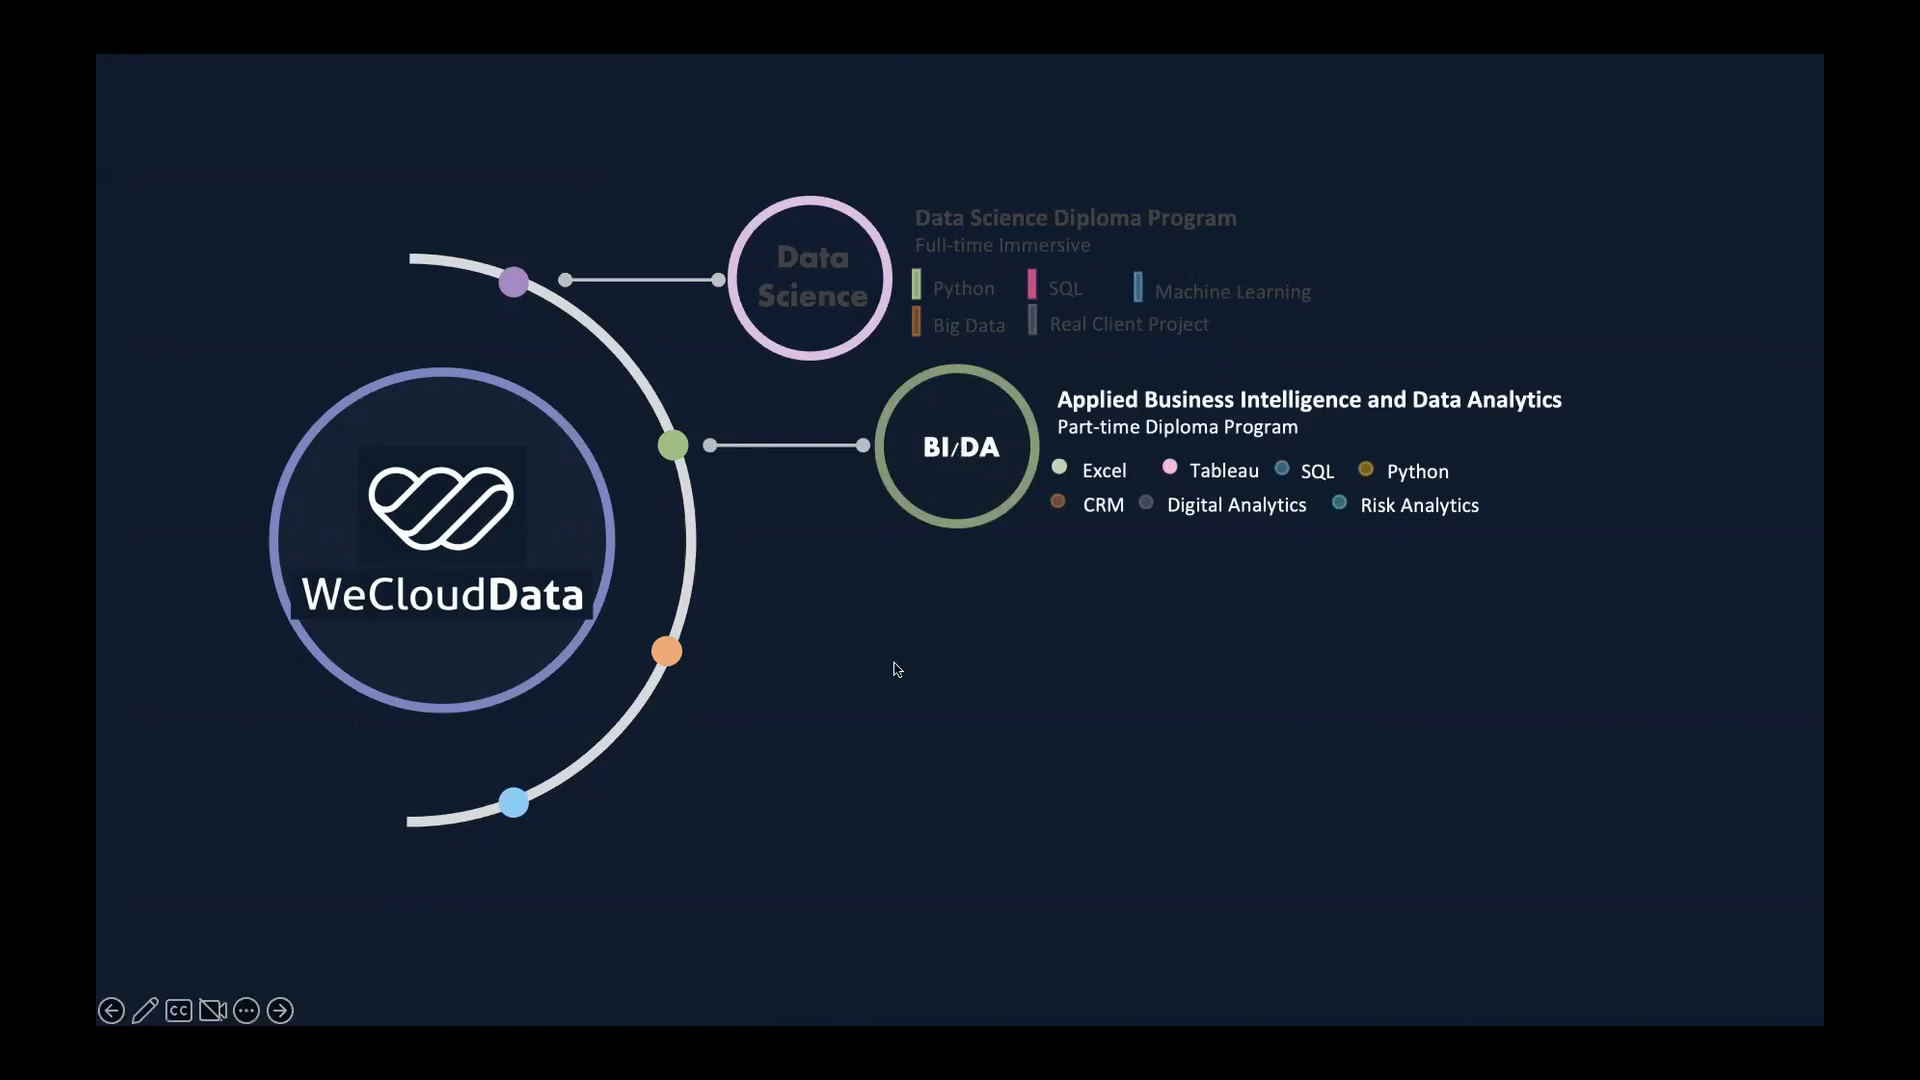 Data Science
Data Science Diploma Program
Full-time Immersive
Python SQL Machine Learning
Big Data Real Client Project
BI/DA
Applied Business Intelligence and Data Analytics
Part-time Diploma Program
Excel Tableau SQL Python
CRM Digital Analytics Risk Analytics
WeCloudData
CC